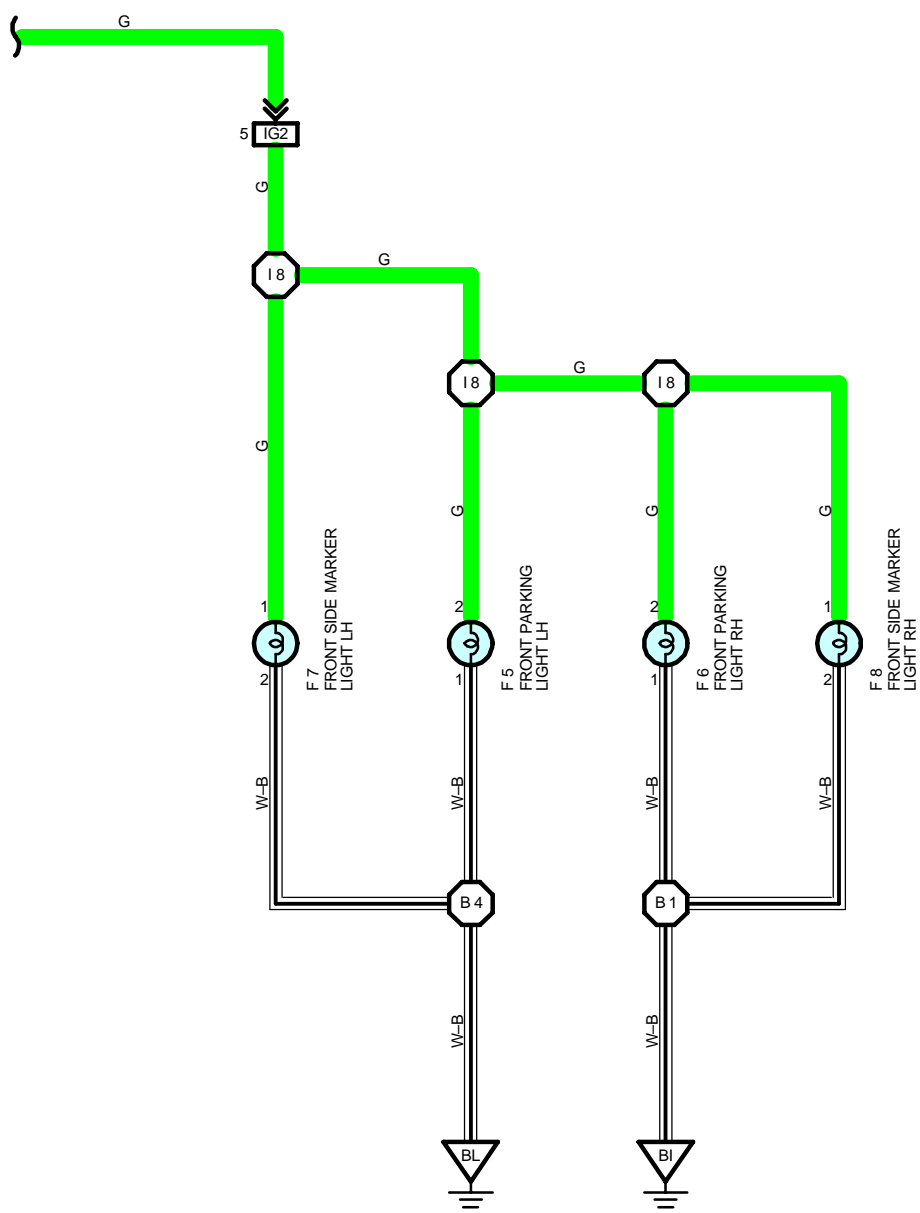 G
5 IG2
G
I 8
G
I 8
G
I 8
G
G
G
G
1
2
2
1
F 7
FRONT SIDE MARKER
LIGHT LH
F 5
FRONT PARKING
LIGHT LH
F 6
FRONT PARKING
LIGHT RH
F 8
FRONT SIDE MARKER
LIGHT RH
2
1
1
2
W–B
W–B
W–B
W–B
B 4
B 1
W–B
W–B
BL
BI